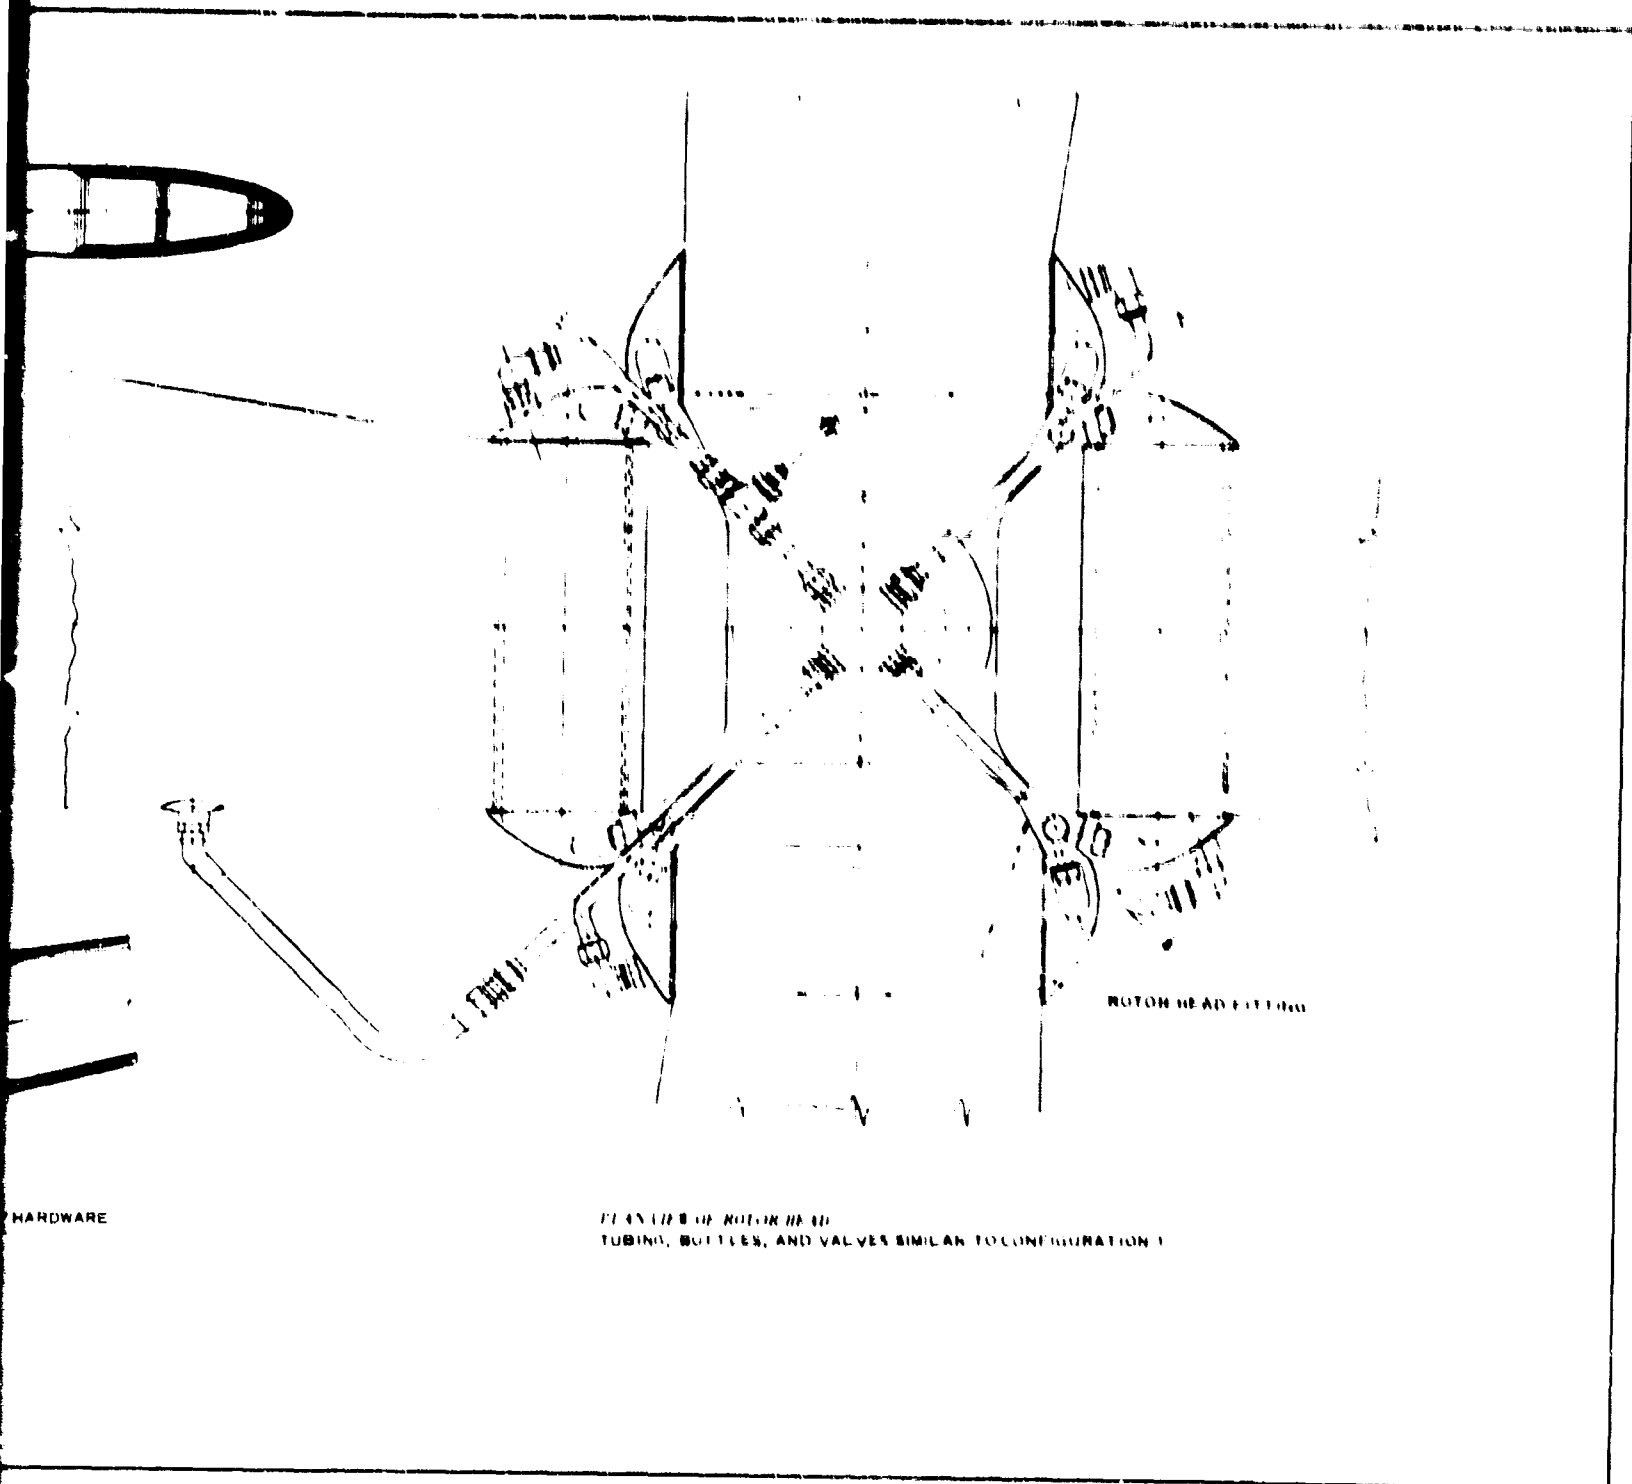 ROTOR HEAD FITTING
HARDWARE
PLAN VIEW OF ROTOR HEAD
TUBING, BOTTLES, AND VALVES SIMILAR TO CONFIGURATION 1